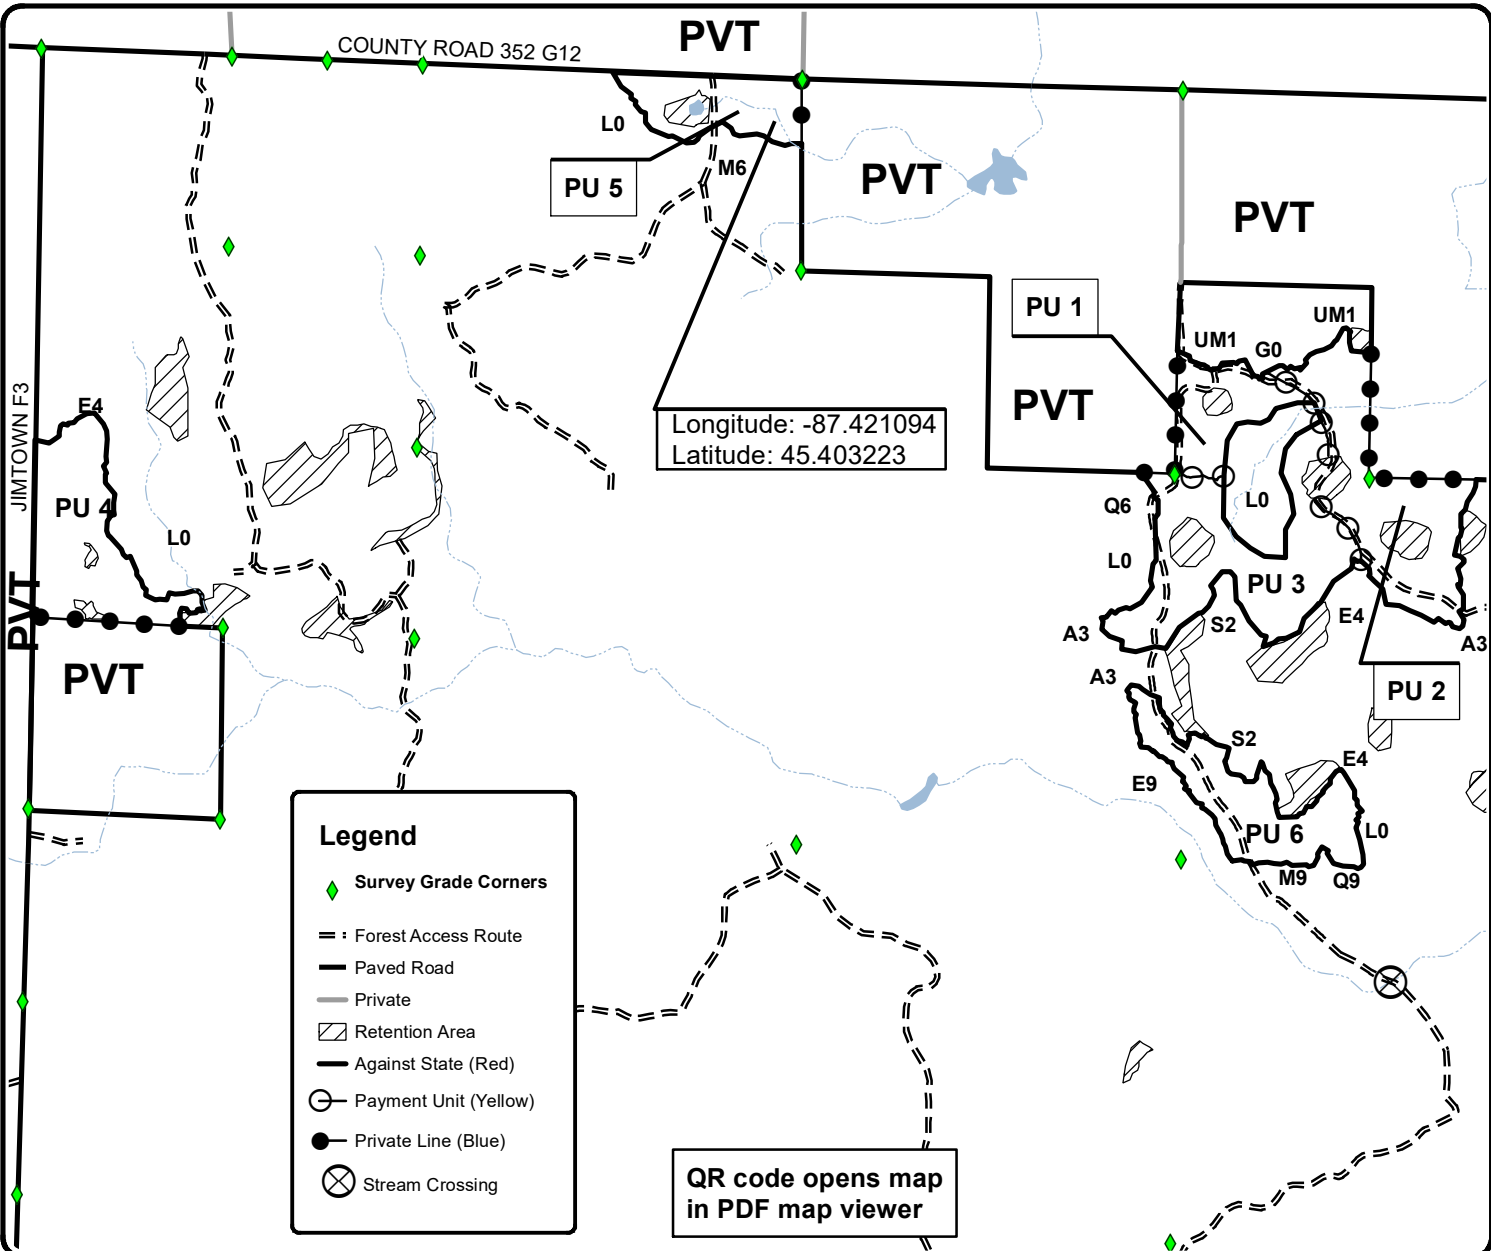 PVT
COUNTY ROAD 352 G12
L0
PU 5
M6
PVT
PVT
PU 1
UM1
UM1
G0
PVT
Longitude: -87.421094
Latitude: 45.403223
JIMTOWN F3
E4
PU 4
L0
Q6
L0
L0
PU 3
PVT
A3
S2
E4
A3
PVT
A3
PU 2
S2
E9
E4
PU 6
L0
M9
Q9
Legend
Survey Grade Corners
Forest Access Route
Paved Road
Private
Retention Area
Against State (Red)
Payment Unit (Yellow)
Private Line (Blue)
Stream Crossing
QR code opens map
in PDF map viewer